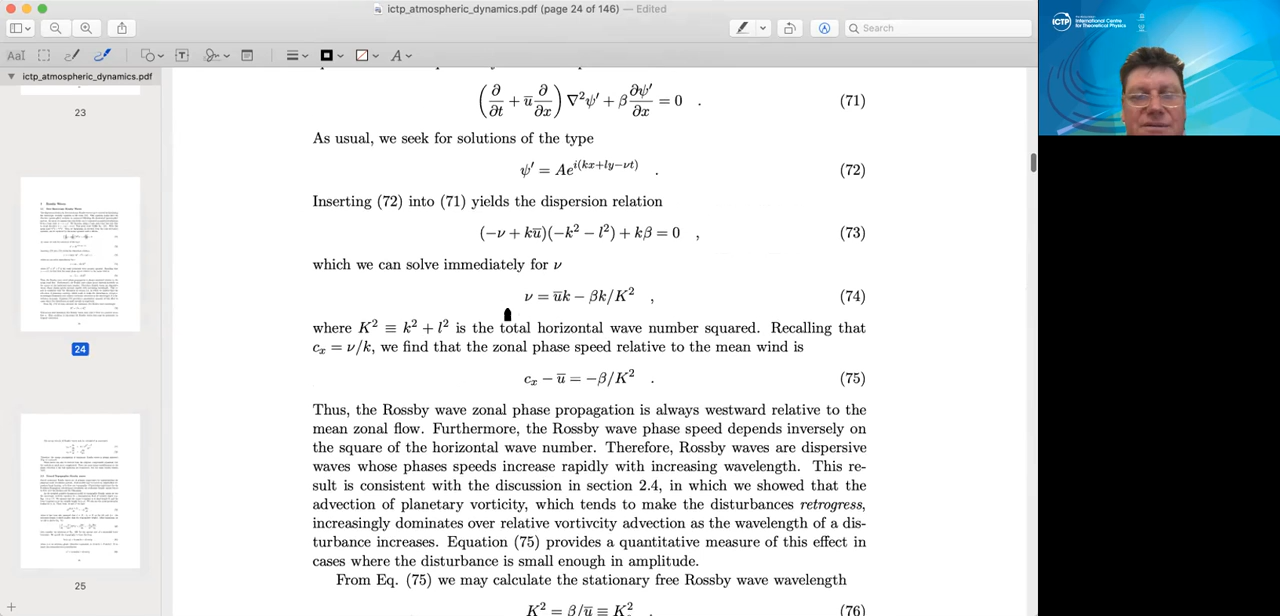 ictp_atmospheric_dynamics.pdf (page 24 of 146) — Edited
Search
ictp_atmospheric_dynamics.pdf
23
24
25
(∂/∂t + u̅ ∂/∂x) ∇²ψ′ + β ∂ψ′/∂x = 0 . (71)
As usual, we seek for solutions of the type
ψ′ = Ae^{i(kx+ly−νt)} . (72)
Inserting (72) into (71) yields the dispersion relation
(−ν + ku̅)(−k² − l²) + kβ = 0 , (73)
which we can solve immediately for ν
ν = u̅k − βk/K² , (74)
where K² ≡ k² + l² is the total horizontal wave number squared. Recalling that
cₓ = ν/k, we find that the zonal phase speed relative to the mean wind is
cₓ − u̅ = −β/K² . (75)
Thus, the Rossby wave zonal phase propagation is always westward relative to the
mean zonal flow. Furthermore, the Rossby wave phase speed depends inversely on
the square of the horizontal wave number. Therefore, Rossby waves are dispersive
waves whose phases speeds increase rapidly with increasing wavelength. This re-
sult is consistent with the discussion in section 2.4, in which we showed that the
advection of planetary vorticity, which tends to make the disturbances retrogress,
increasingly dominates over relative vortivcity advection as the wavelength of a dis-
turbance increases. Equation (75) provides a quantitative measure of this effect in
cases where the disturbance is small enough in amplitude.
From Eq. (75) we may calculate the stationary free Rossby wave wavelength
K² = β/u̅ ≡ K (76)
ICTP
International Centre
for Theoretical Physics